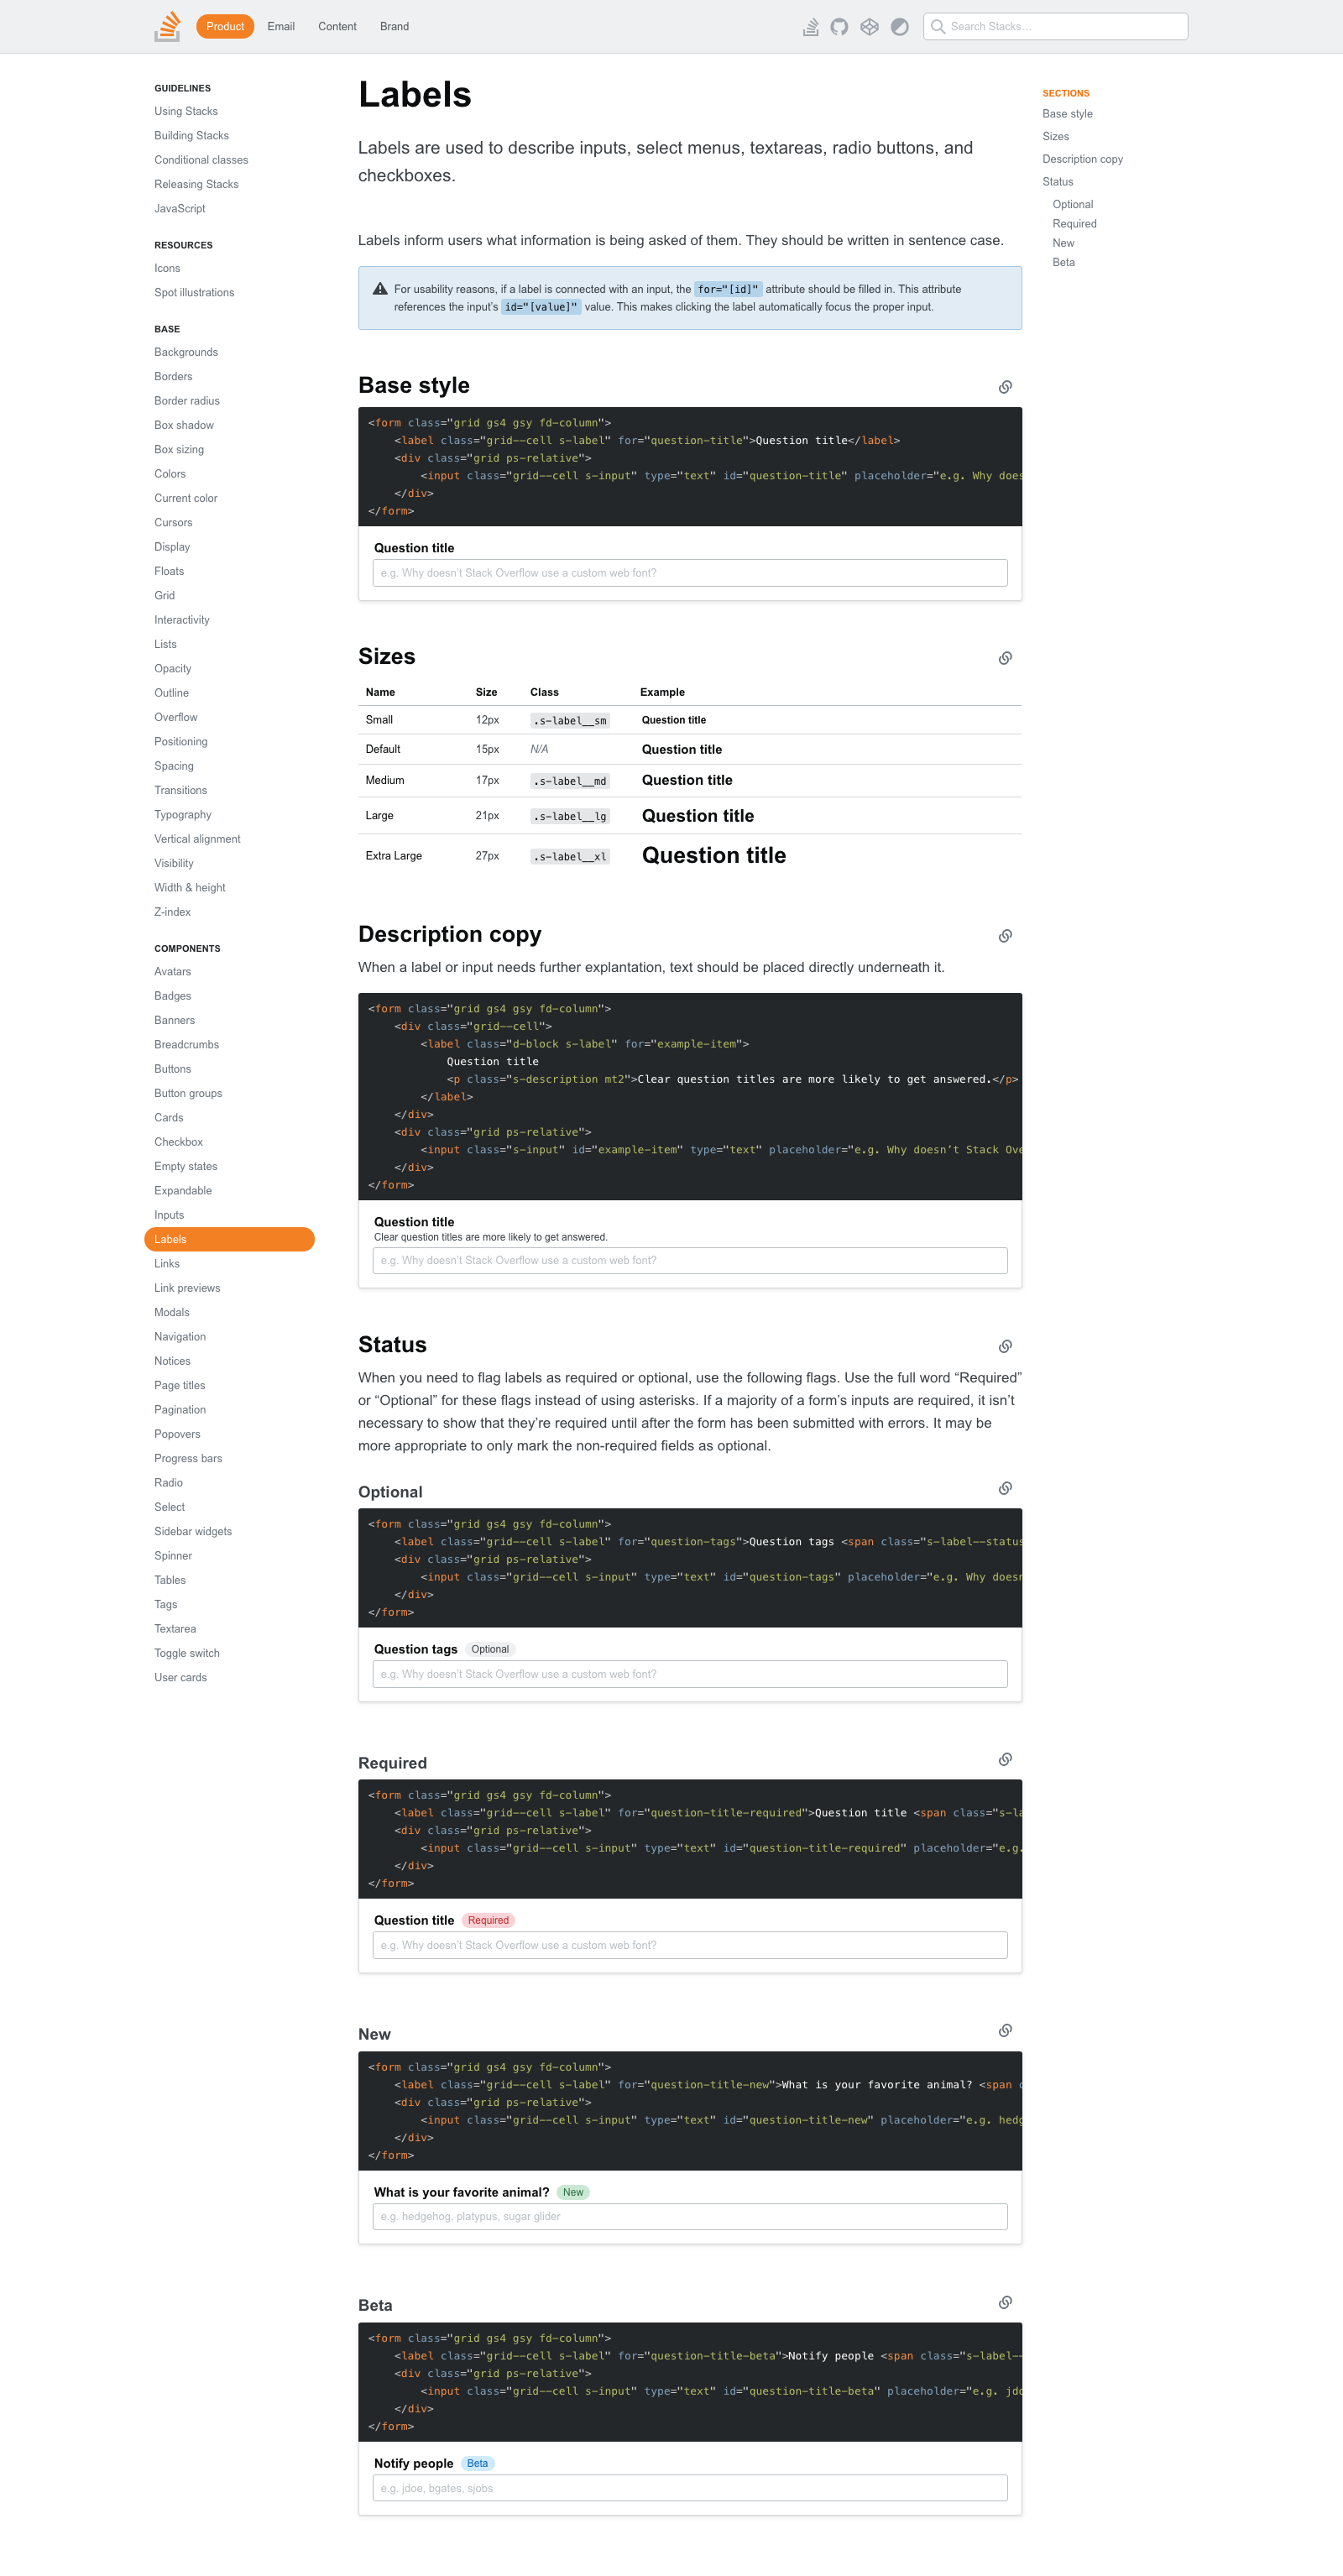 Product
Email
Content
Brand
Search Stacks…
GUIDELINES
Using Stacks
Building Stacks
Conditional classes
Releasing Stacks
JavaScript
RESOURCES
Icons
Spot illustrations
BASE
Backgrounds
Borders
Border radius
Box shadow
Box sizing
Colors
Current color
Cursors
Display
Floats
Grid
Interactivity
Lists
Opacity
Outline
Overflow
Positioning
Spacing
Transitions
Typography
Vertical alignment
Visibility
Width & height
Z-index
COMPONENTS
Avatars
Badges
Banners
Breadcrumbs
Buttons
Button groups
Cards
Checkbox
Empty states
Expandable
Inputs
Labels
Links
Link previews
Modals
Navigation
Notices
Page titles
Pagination
Popovers
Progress bars
Radio
Select
Sidebar widgets
Spinner
Tables
Tags
Textarea
Toggle switch
User cards
Labels
Labels are used to describe inputs, select menus, textareas, radio buttons, and
checkboxes.
Labels inform users what information is being asked of them. They should be written in sentence case.
For usability reasons, if a label is connected with an input, the for="[id]" attribute should be filled in. This attribute
references the input’s id="[value]" value. This makes clicking the label automatically focus the proper input.
Base style
<form class="grid gs4 gsy fd-column">
<label class="grid--cell s-label" for="question-title">Question title</label>
<div class="grid ps-relative">
<input class="grid--cell s-input" type="text" id="question-title" placeholder="e.g. Why does
</div>
</form>
Question title
e.g. Why doesn’t Stack Overflow use a custom web font?
Sizes
Name Size Class Example
Small 12px .s-label__sm Question title
Default 15px N/A Question title
Medium 17px .s-label__md Question title
Large 21px .s-label__lg Question title
Extra Large 27px .s-label__xl Question title
Description copy
When a label or input needs further explantation, text should be placed directly underneath it.
<form class="grid gs4 gsy fd-column">
<div class="grid--cell">
<label class="d-block s-label" for="example-item">
Question title
<p class="s-description mt2">Clear question titles are more likely to get answered.</p>
</label>
</div>
<div class="grid ps-relative">
<input class="s-input" id="example-item" type="text" placeholder="e.g. Why doesn’t Stack Ove
</div>
</form>
Question title
Clear question titles are more likely to get answered.
e.g. Why doesn’t Stack Overflow use a custom web font?
Status
When you need to flag labels as required or optional, use the following flags. Use the full word “Required”
or “Optional” for these flags instead of using asterisks. If a majority of a form’s inputs are required, it isn’t
necessary to show that they’re required until after the form has been submitted with errors. It may be
more appropriate to only mark the non-required fields as optional.
Optional
<form class="grid gs4 gsy fd-column">
<label class="grid--cell s-label" for="question-tags">Question tags <span class="s-label--status
<div class="grid ps-relative">
<input class="grid--cell s-input" type="text" id="question-tags" placeholder="e.g. Why doesn
</div>
</form>
Question tags Optional
e.g. Why doesn’t Stack Overflow use a custom web font?
Required
<form class="grid gs4 gsy fd-column">
<label class="grid--cell s-label" for="question-title-required">Question title <span class="s-la
<div class="grid ps-relative">
<input class="grid--cell s-input" type="text" id="question-title-required" placeholder="e.g.
</div>
</form>
Question title Required
e.g. Why doesn’t Stack Overflow use a custom web font?
New
<form class="grid gs4 gsy fd-column">
<label class="grid--cell s-label" for="question-title-new">What is your favorite animal? <span c
<div class="grid ps-relative">
<input class="grid--cell s-input" type="text" id="question-title-new" placeholder="e.g. hedg
</div>
</form>
What is your favorite animal? New
e.g. hedgehog, platypus, sugar glider
Beta
<form class="grid gs4 gsy fd-column">
<label class="grid--cell s-label" for="question-title-beta">Notify people <span class="s-label--
<div class="grid ps-relative">
<input class="grid--cell s-input" type="text" id="question-title-beta" placeholder="e.g. jdo
</div>
</form>
Notify people Beta
e.g. jdoe, bgates, sjobs
SECTIONS
Base style
Sizes
Description copy
Status
Optional
Required
New
Beta